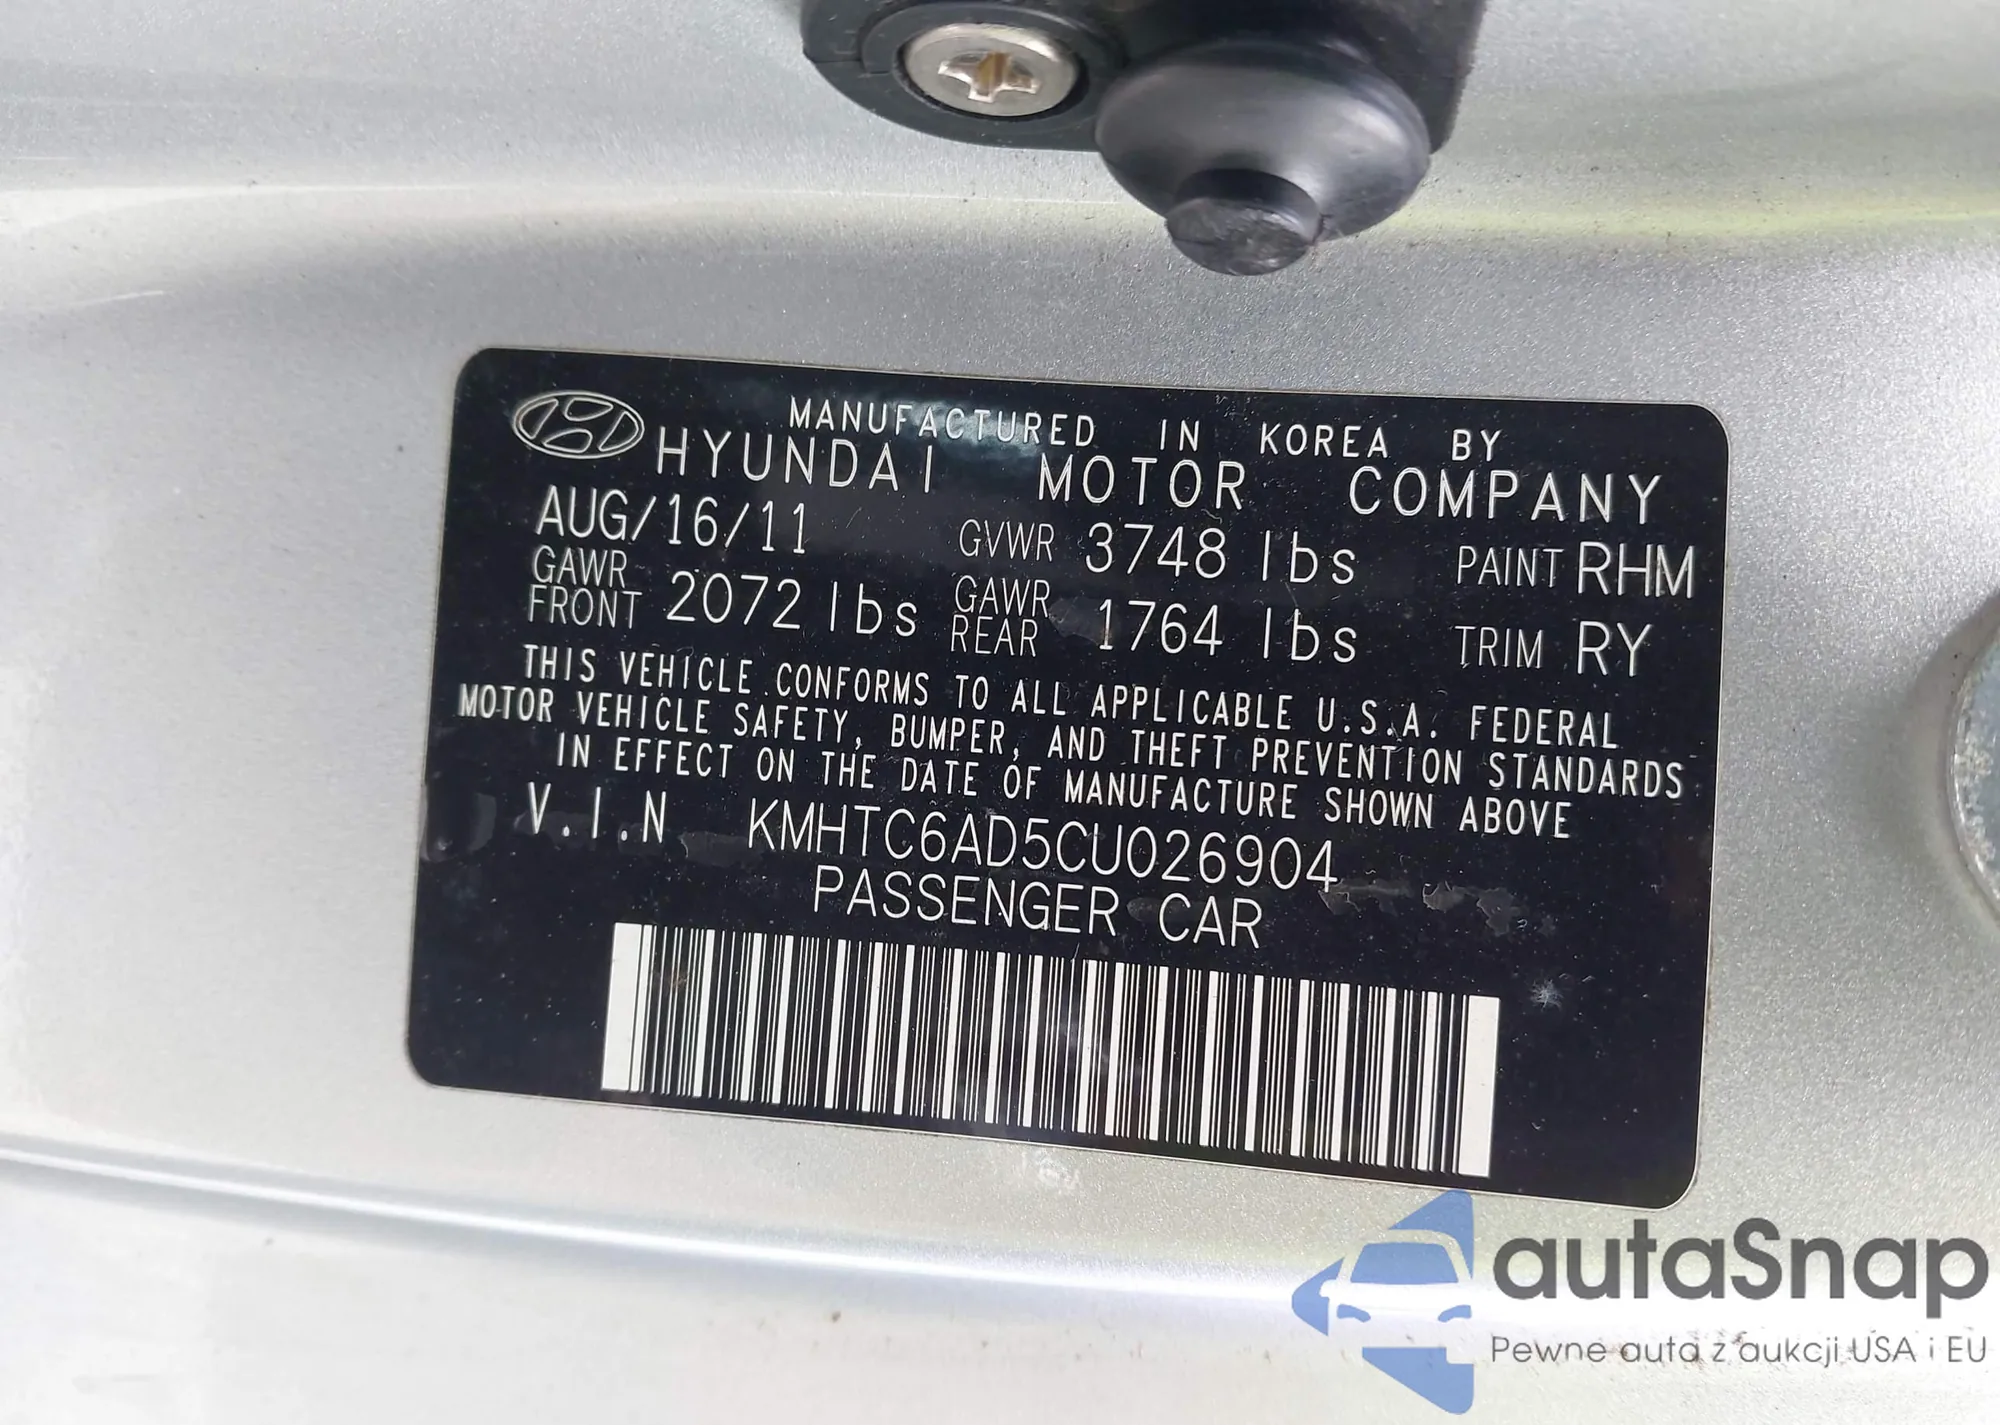 MANUFACTURED IN KOREA BY
HYUNDAI MOTOR COMPANY
AUG/16/11 GVWR 3748 lbs PAINT RHM
GAWR FRONT 2072 lbs GAWR REAR 1764 lbs TRIM RY
THIS VEHICLE CONFORMS TO ALL APPLICABLE U.S.A. FEDERAL
MOTOR VEHICLE SAFETY, BUMPER, AND THEFT PREVENTION STANDARDS
IN EFFECT ON THE DATE OF MANUFACTURE SHOWN ABOVE
V.I.N KMHTC6AD5CU026904
PASSENGER CAR
autaSnap
Pewne auta z aukcji USA i EU